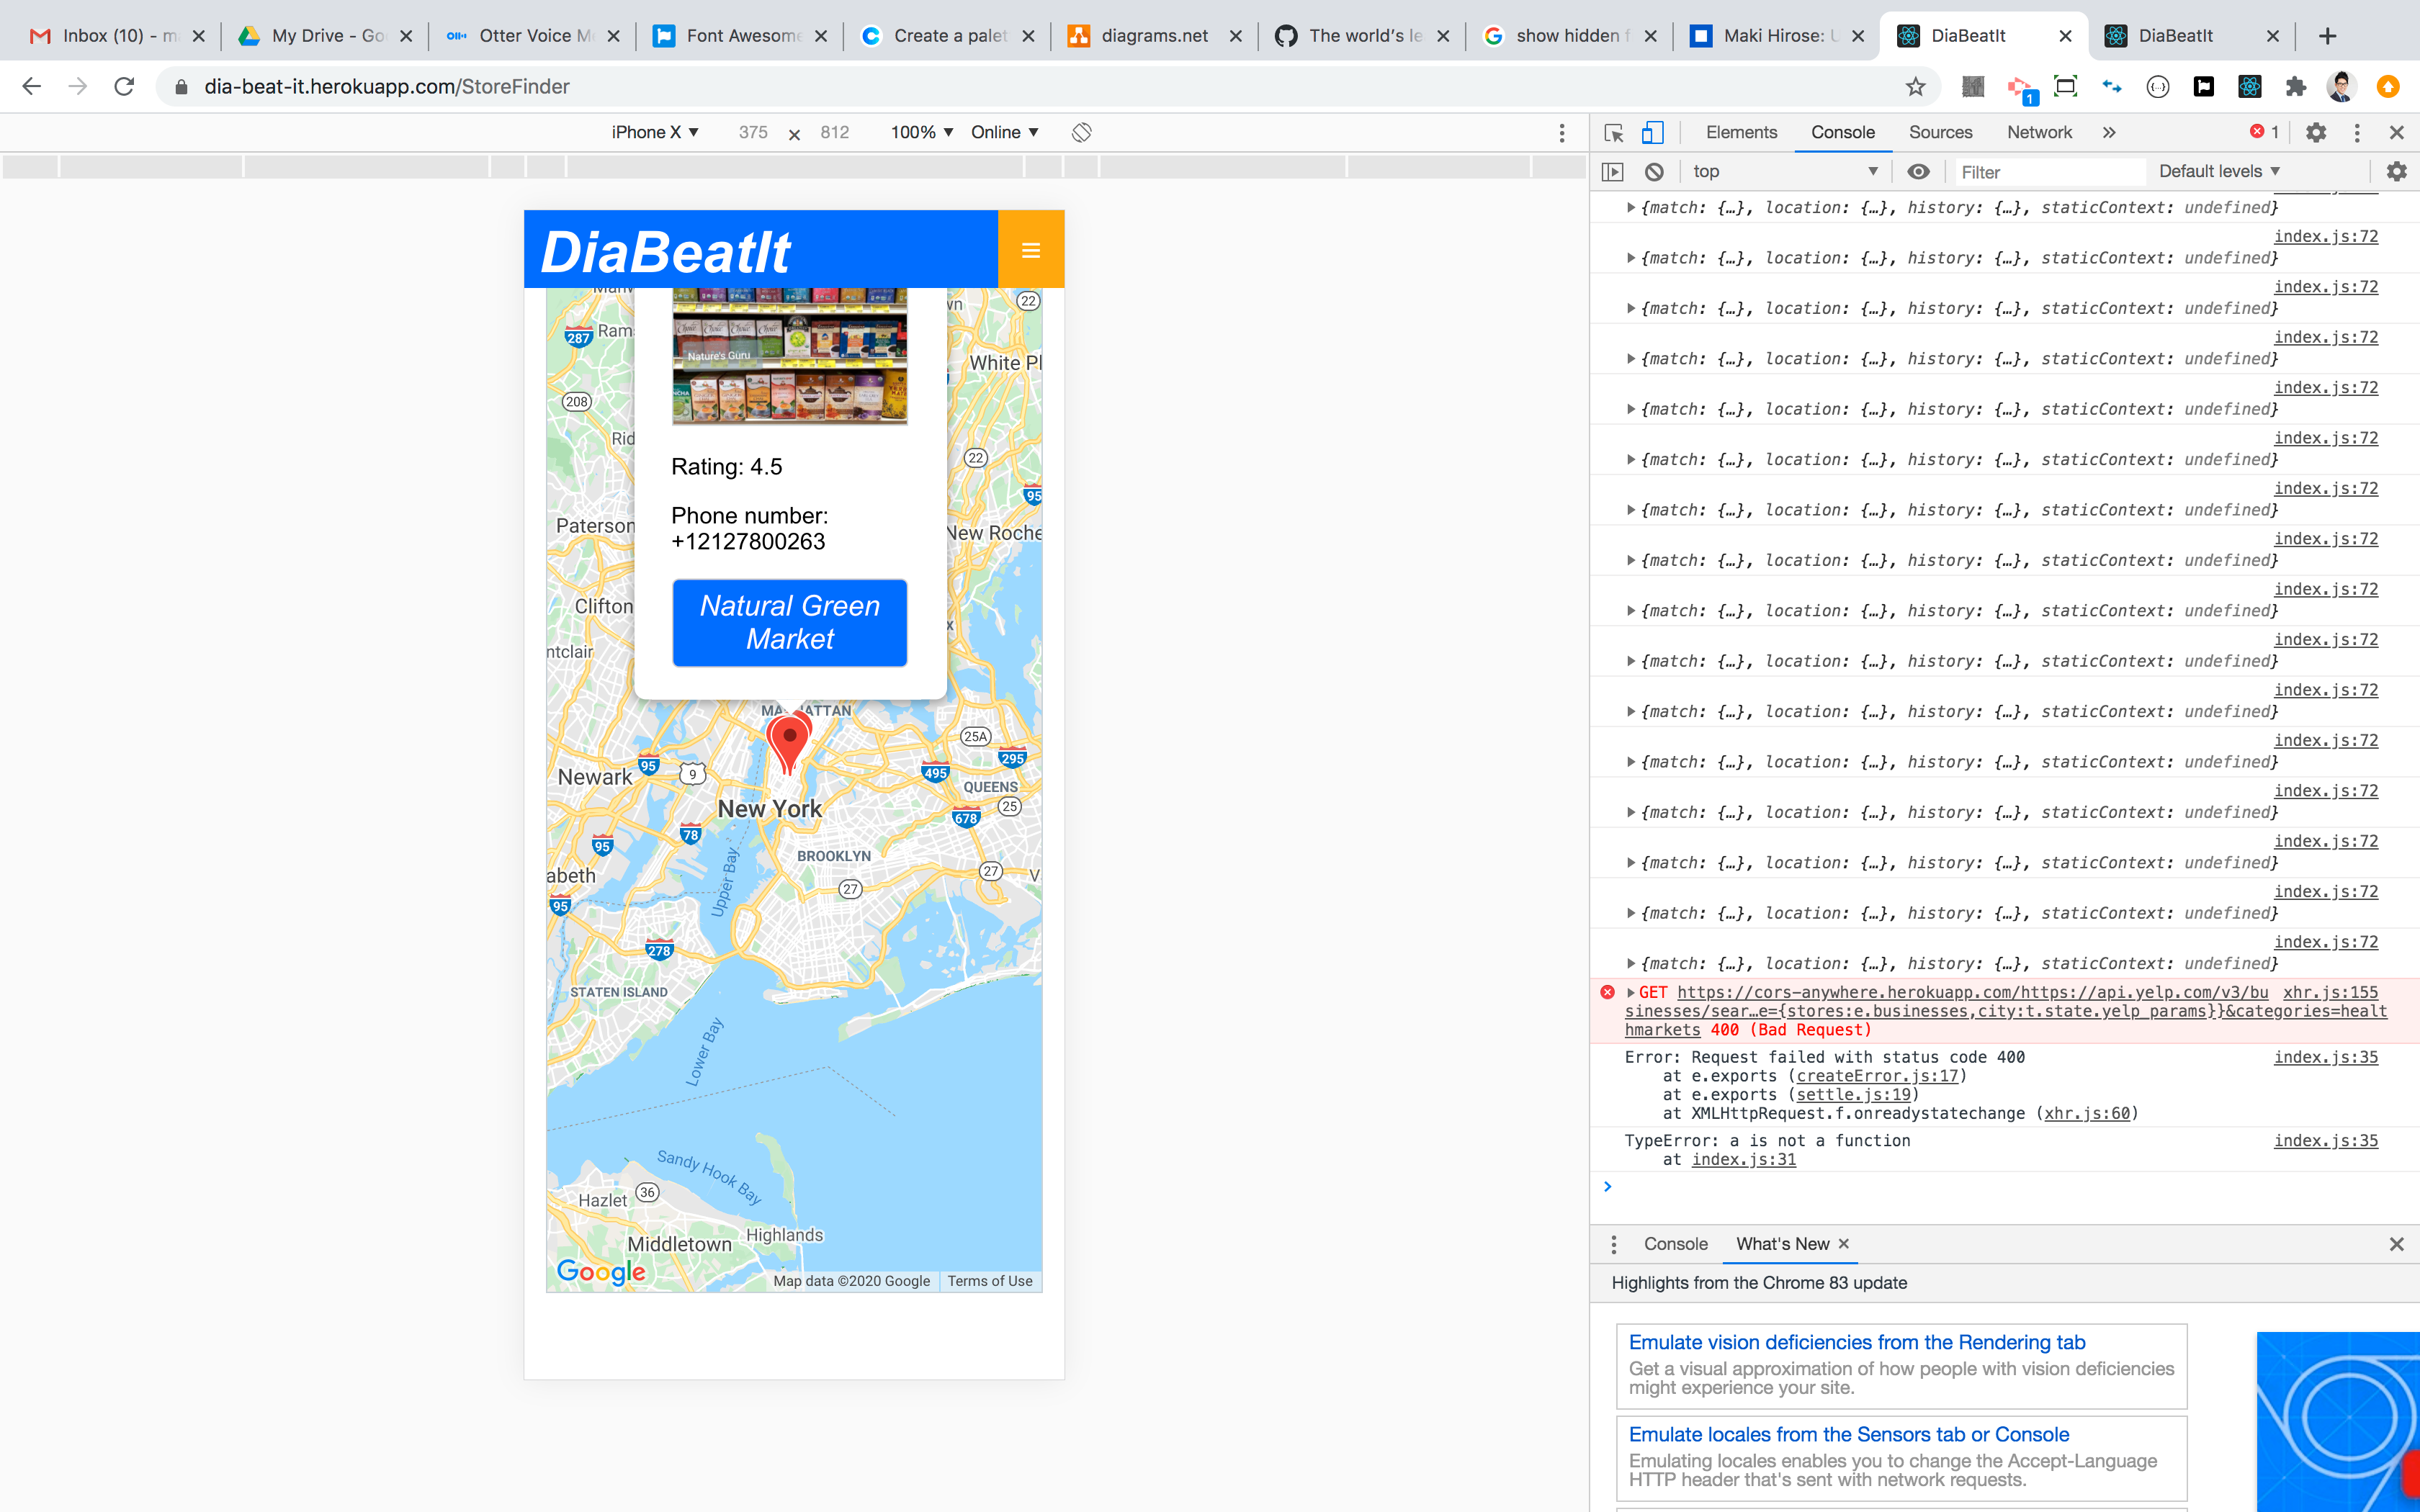 Inbox (10) - m
My Drive - Go
Otter Voice M
Font Awesome
Create a palet
diagrams.net
The world's le
show hidden f
Maki Hirose: U
DiaBeatIt
DiaBeatIt
dia-beat-it.herokuapp.com/StoreFinder
1
iPhone X ▼ 375 × 812 100% ▼ Online ▼
DiaBeatIt
22
287 Ram
White Pl
Nature's Guru
208
Rid
22
95
Rating: 4.5
Paterson
Phone number:
+12127800263
New Roche
Clifton
Natural Green
Market
ntclair
MANHATTAN
25A
95
9
495
295
Newark
QUEENS
25
New York
678
78
95
BROOKLYN
27
27
abeth
Upper Bay
95
278
STATEN ISLAND
Lower Bay
Sandy Hook Bay
Hazlet 36
Highlands
Middletown
Google
Map data ©2020 Google Terms of Use
Elements Console Sources Network » 1
top Filter Default levels ▼
{match: {…}, location: {…}, history: {…}, staticContext: undefined}
index.js:72
{match: {…}, location: {…}, history: {…}, staticContext: undefined}
index.js:72
{match: {…}, location: {…}, history: {…}, staticContext: undefined}
index.js:72
{match: {…}, location: {…}, history: {…}, staticContext: undefined}
index.js:72
{match: {…}, location: {…}, history: {…}, staticContext: undefined}
index.js:72
{match: {…}, location: {…}, history: {…}, staticContext: undefined}
index.js:72
{match: {…}, location: {…}, history: {…}, staticContext: undefined}
index.js:72
{match: {…}, location: {…}, history: {…}, staticContext: undefined}
index.js:72
{match: {…}, location: {…}, history: {…}, staticContext: undefined}
index.js:72
{match: {…}, location: {…}, history: {…}, staticContext: undefined}
index.js:72
{match: {…}, location: {…}, history: {…}, staticContext: undefined}
index.js:72
{match: {…}, location: {…}, history: {…}, staticContext: undefined}
index.js:72
{match: {…}, location: {…}, history: {…}, staticContext: undefined}
index.js:72
{match: {…}, location: {…}, history: {…}, staticContext: undefined}
index.js:72
{match: {…}, location: {…}, history: {…}, staticContext: undefined}
index.js:72
{match: {…}, location: {…}, history: {…}, staticContext: undefined}
GET https://cors-anywhere.herokuapp.com/https://api.yelp.com/v3/bu xhr.js:155
sinesses/sear…e={stores:e.businesses,city:t.state.yelp_params}}&categories=healt
hmarkets 400 (Bad Request)
Error: Request failed with status code 400 index.js:35
at e.exports (createError.js:17)
at e.exports (settle.js:19)
at XMLHttpRequest.f.onreadystatechange (xhr.js:60)
TypeError: a is not a function index.js:35
at index.js:31
Console What's New
Highlights from the Chrome 83 update
Emulate vision deficiencies from the Rendering tab
Get a visual approximation of how people with vision deficiencies
might experience your site.
Emulate locales from the Sensors tab or Console
Emulating locales enables you to change the Accept-Language
HTTP header that's sent with network requests.